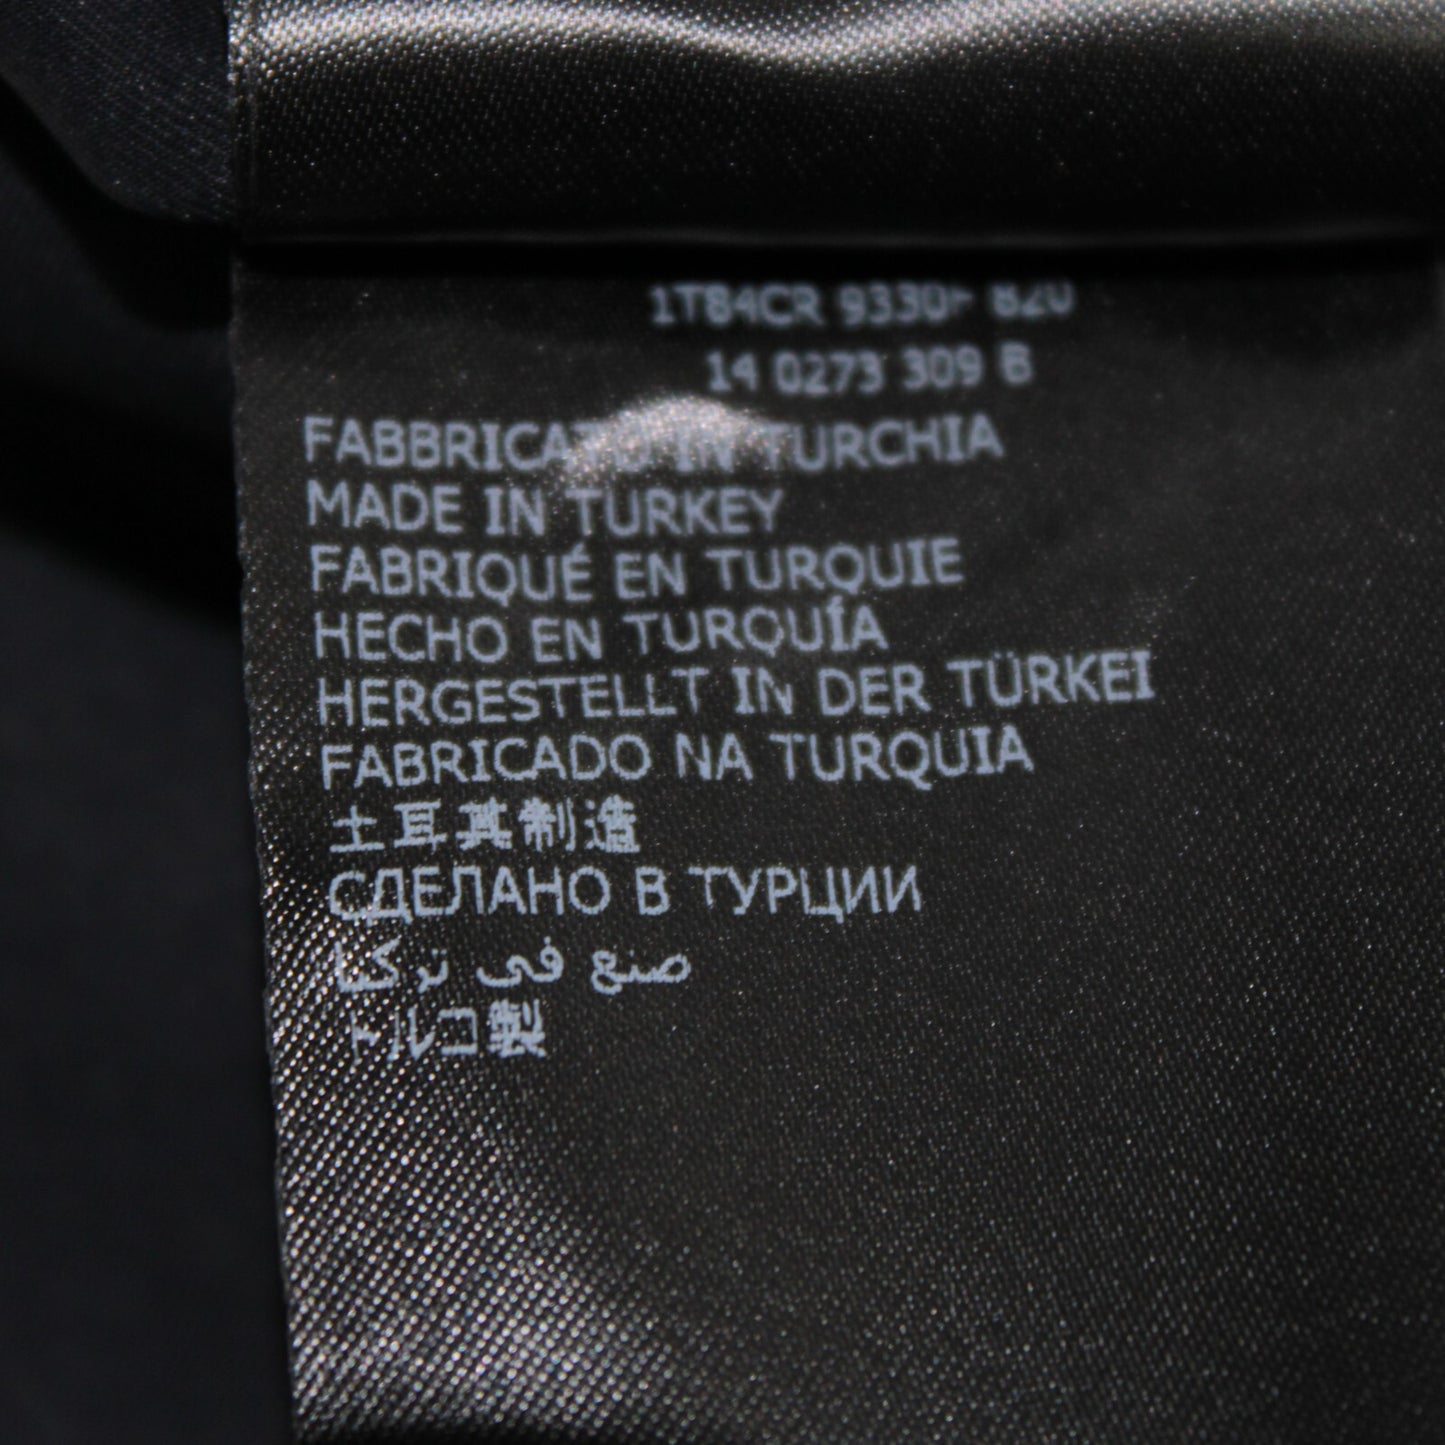 1T84CR 9330F 820
14 0273 309 B
FABBRICATO IN TURCHIA
MADE IN TURKEY
FABRIQUÉ EN TURQUIE
HECHO EN TURQUÍA
HERGESTELLT IN DER TÜRKEI
FABRICADO NA TURQUIA
土耳其制造
СДЕЛАНО В ТУРЦИИ
صنع في تركيا
トルコ製